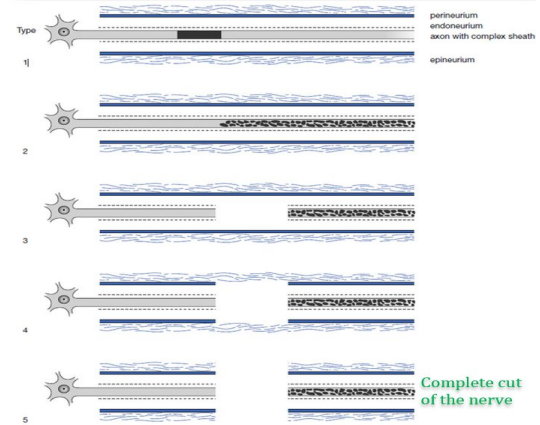 perineurium
endoneurium
Type
axon with complex sheath
1|
epineurium
2
3
4
Complete cut
of the nerve
5